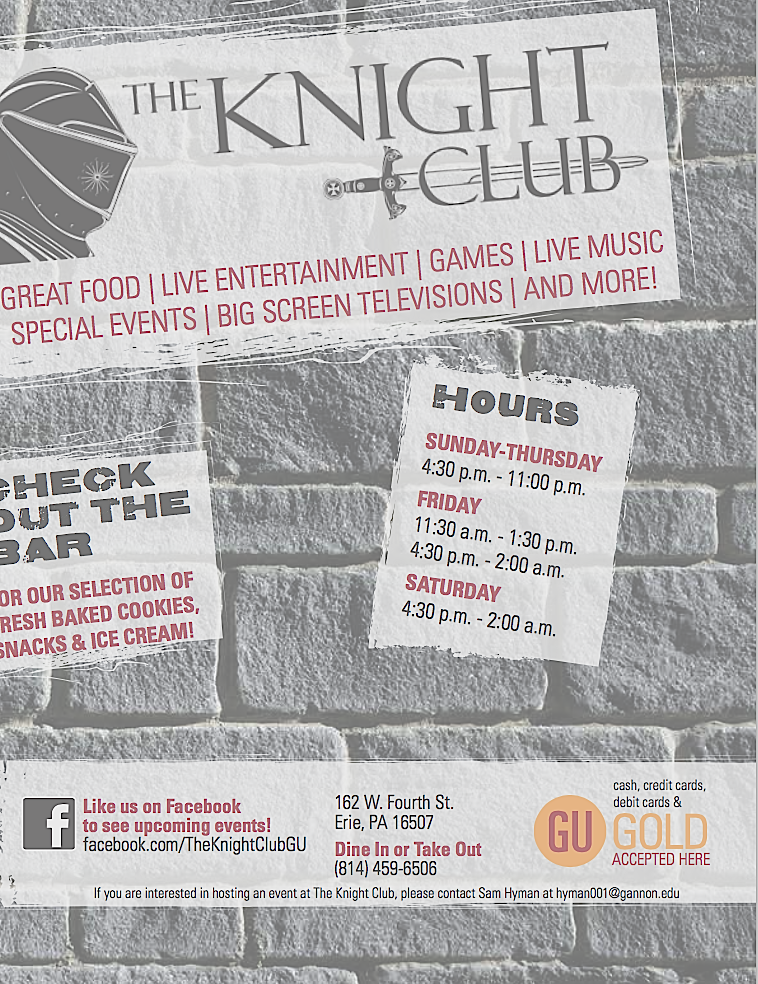 THE KNIGHT
CLUB
GREAT FOOD | LIVE ENTERTAINMENT | GAMES | LIVE MUSIC
SPECIAL EVENTS | BIG SCREEN TELEVISIONS | AND MORE!
HOURS
SUNDAY-THURSDAY
4:30 p.m. - 11:00 p.m.
FRIDAY
11:30 a.m. - 1:30 p.m.
4:30 p.m. - 2:00 a.m.
SATURDAY
4:30 p.m. - 2:00 a.m.
CHECK
OUT THE
BAR
FOR OUR SELECTION OF
FRESH BAKED COOKIES,
SNACKS & ICE CREAM!
f
Like us on Facebook
to see upcoming events!
facebook.com/TheKnightClubGU
162 W. Fourth St.
Erie, PA 16507
Dine In or Take Out
(814) 459-6506
cash, credit cards,
debit cards &
GU GOLD
ACCEPTED HERE
If you are interested in hosting an event at The Knight Club, please contact Sam Hyman at hyman001@gannon.edu